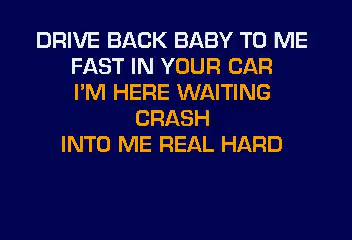 DRIVE BACK BABY TO ME
FAST IN YOUR CAR
I'M HERE WAITING
CRASH
INTO ME REAL HARD